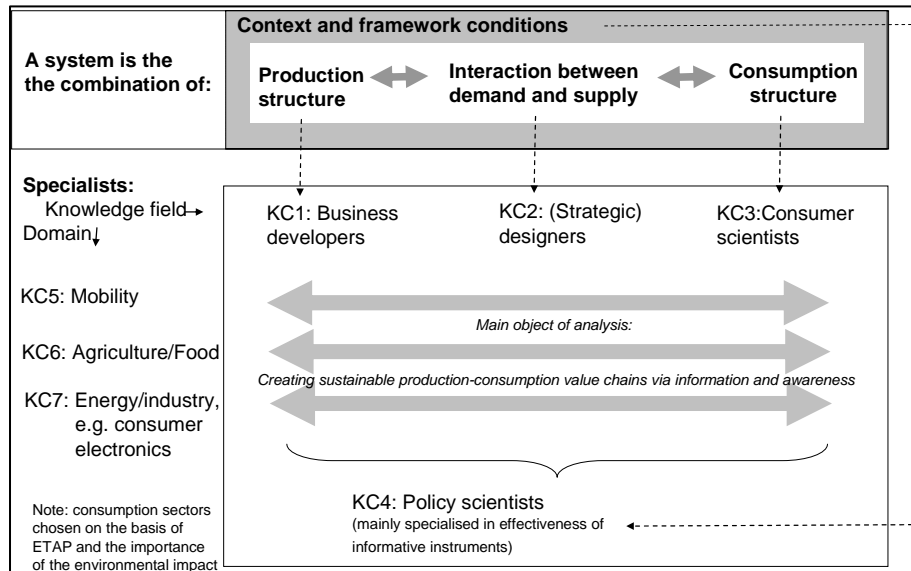 Context and framework conditions
A system is the
the combination of:
Production
structure
Interaction between
demand and supply
Consumption
structure
Specialists:
Knowledge field
Domain
KC1: Business
developers
KC2: (Strategic)
designers
KC3:Consumer
scientists
KC5: Mobility
Main object of analysis:
KC6: Agriculture/Food
Creating sustainable production-consumption value chains via information and awareness
KC7: Energy/industry,
e.g. consumer
electronics
KC4: Policy scientists
(mainly specialised in effectiveness of
informative instruments)
Note: consumption sectors
chosen on the basis of
ETAP and the importance
of the environmental impact